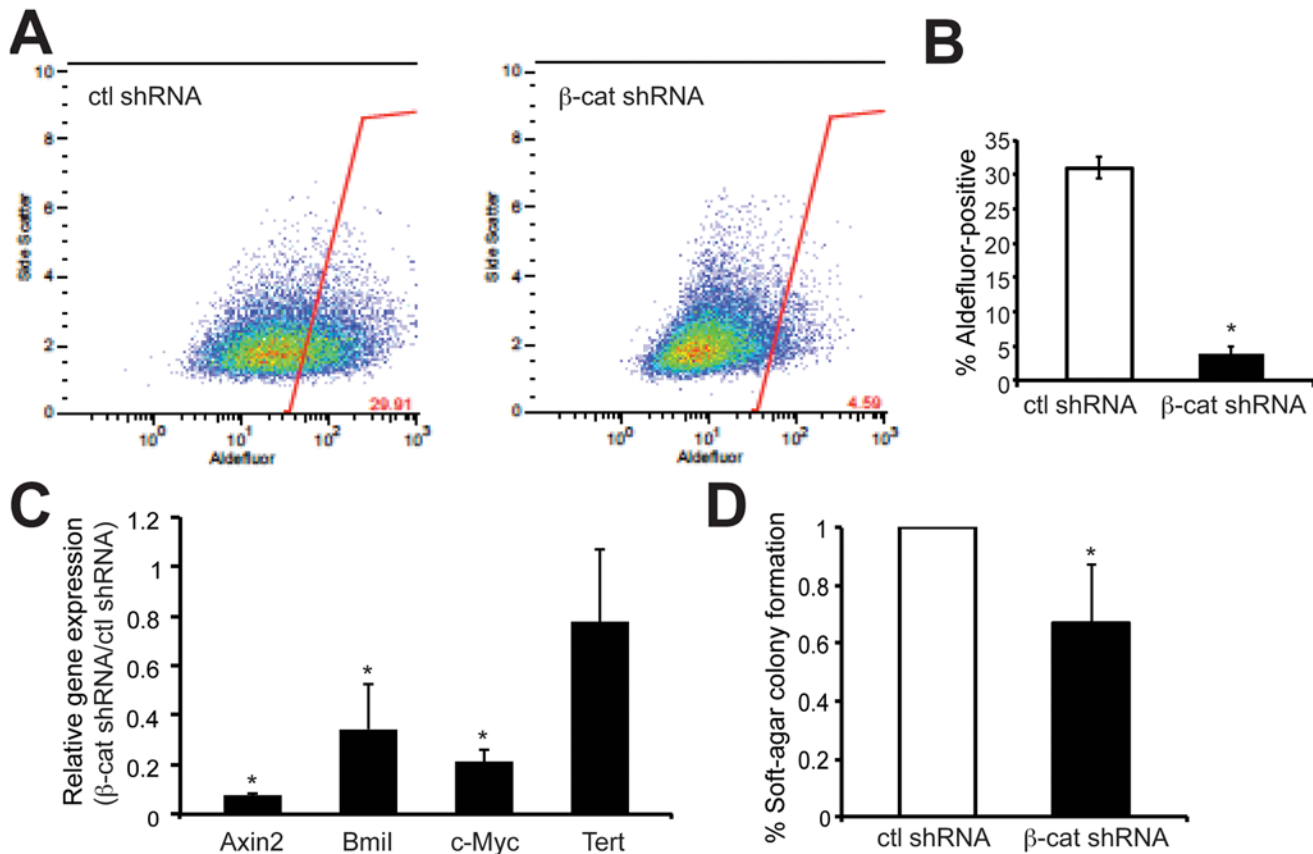 A
ctl shRNA
10
8
6
4
2
0
Side Scatter
10⁰ 10¹ 10² 10³
Aldefluor
29.91
β-cat shRNA
10
8
6
4
2
0
Side Scatter
10⁰ 10¹ 10² 10³
Aldefluor
4.59
B
% Aldefluor-positive
35
30
25
20
15
10
5
0
*
ctl shRNA β-cat shRNA
C
Relative gene expression
(β-cat shRNA/ctl shRNA)
1.2
1
0.8
0.6
0.4
0.2
0
*
*
*
Axin2 Bmil c-Myc Tert
D
% Soft-agar colony formation
1
0.8
0.6
0.4
0.2
0
*
ctl shRNA β-cat shRNA